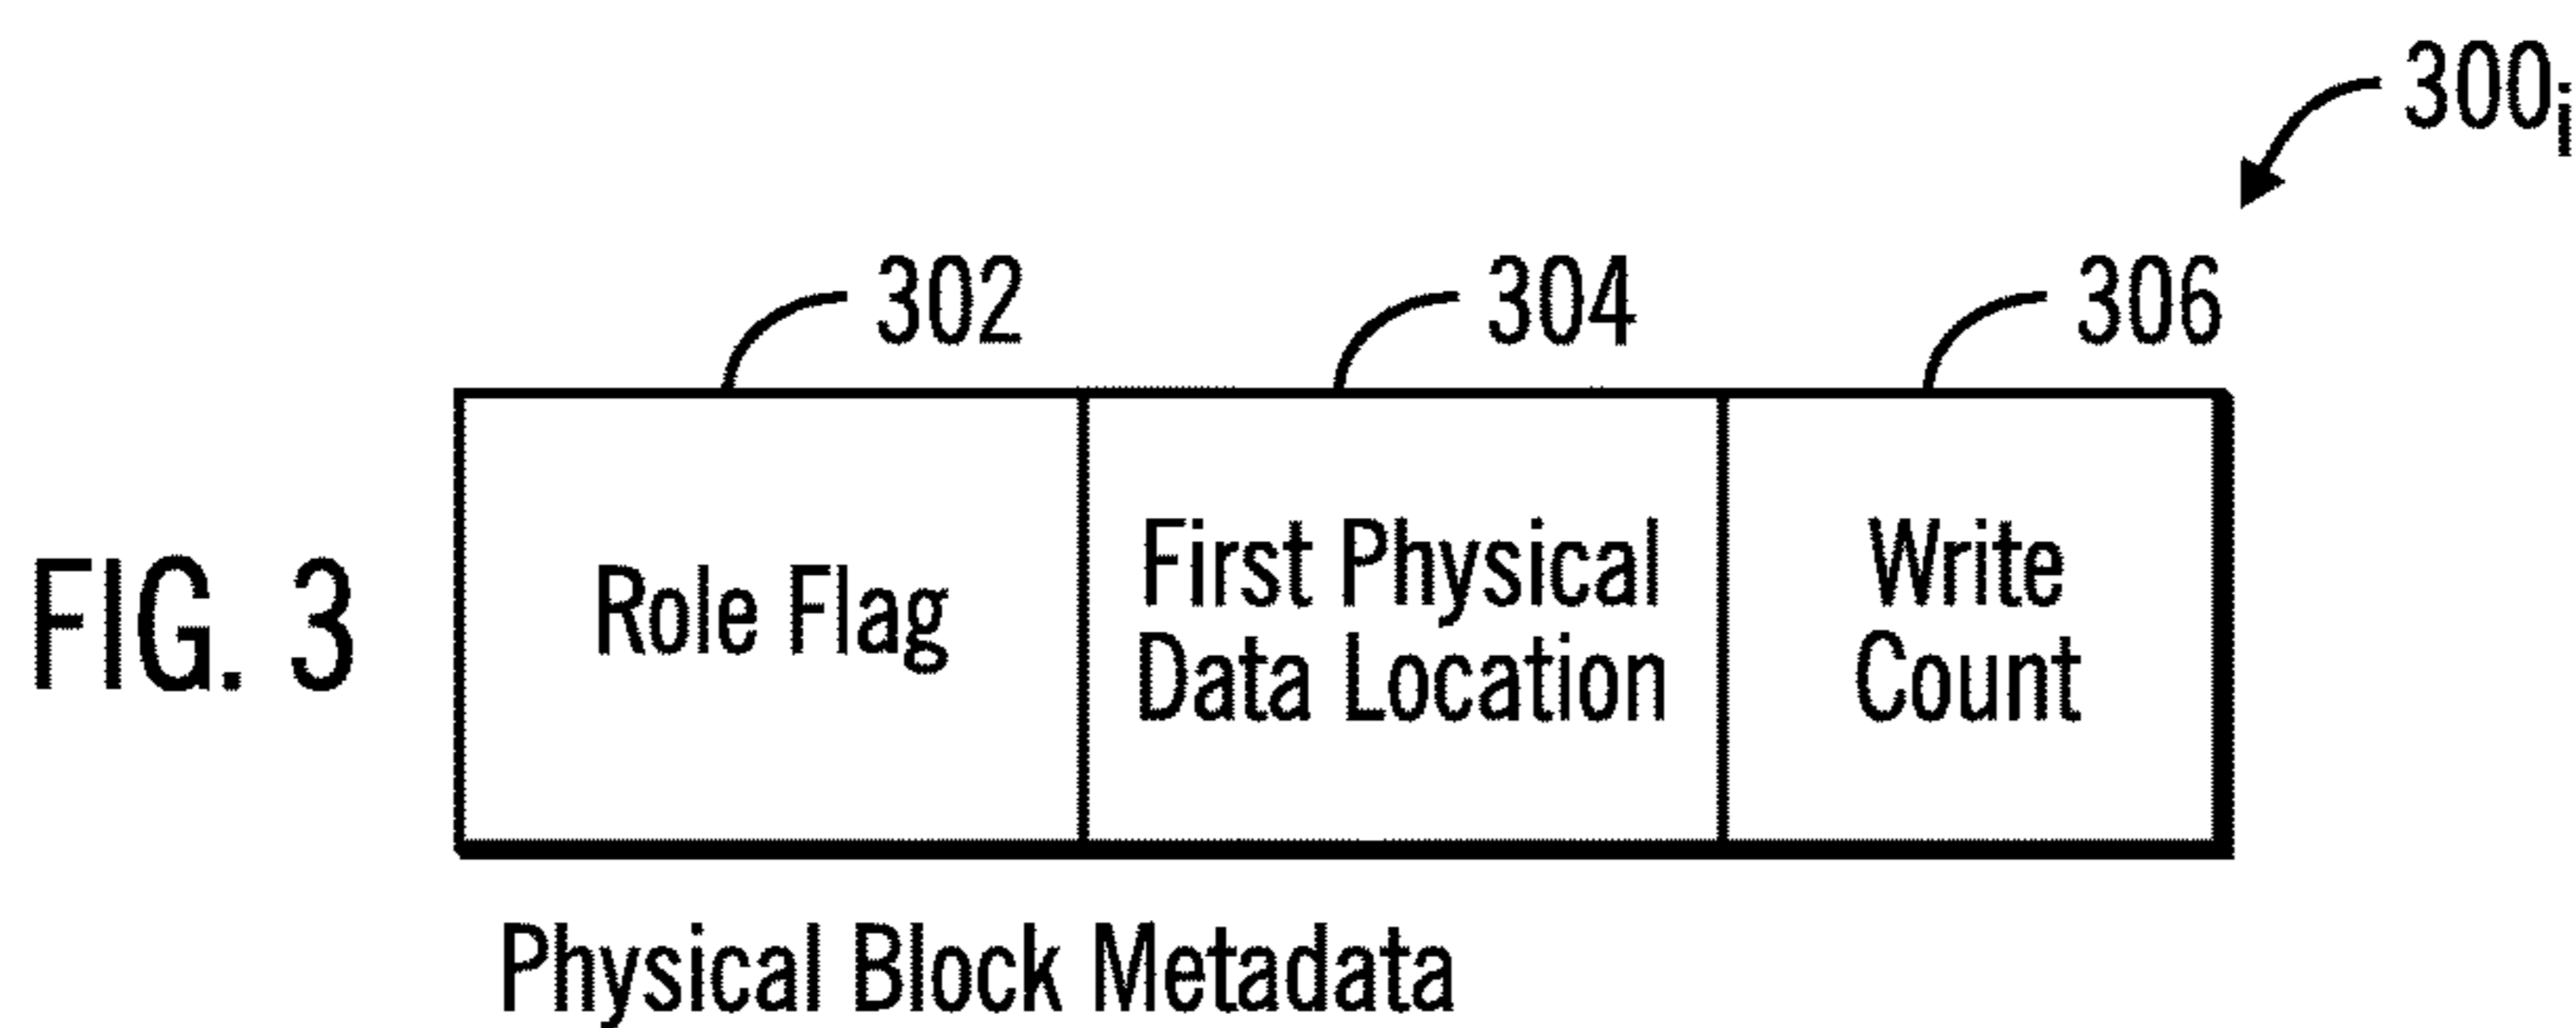 300i
302
304
306
FIG. 3
Role Flag
First Physical
Data Location
Write
Count
Physical Block Metadata